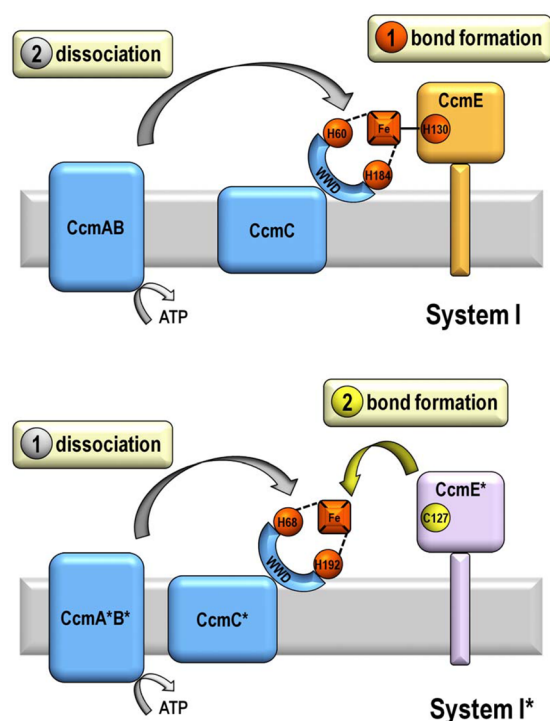 2 dissociation
1 bond formation
CcmE
H60
Fe
H130
H184
WWD
CcmAB
CcmC
ATP
System I
2 bond formation
1 dissociation
CcmE*
C127
H68
Fe
H192
WWD
CcmA*B*
CcmC*
ATP
System I*